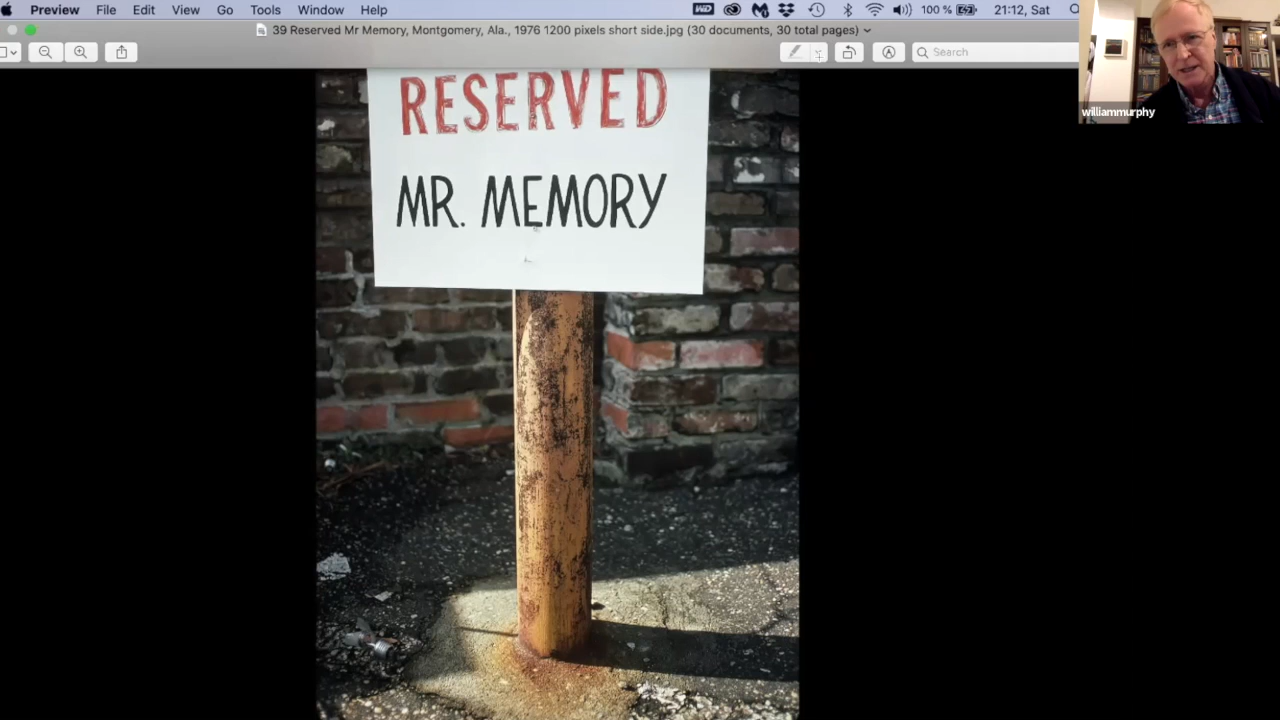 Preview File Edit View Go Tools Window Help WD 100 % 21:12, Sat
39 Reserved Mr Memory, Montgomery, Ala., 1976 1200 pixels short side.jpg (30 documents, 30 total pages)
Search
williammurphy
RESERVED
MR. MEMORY